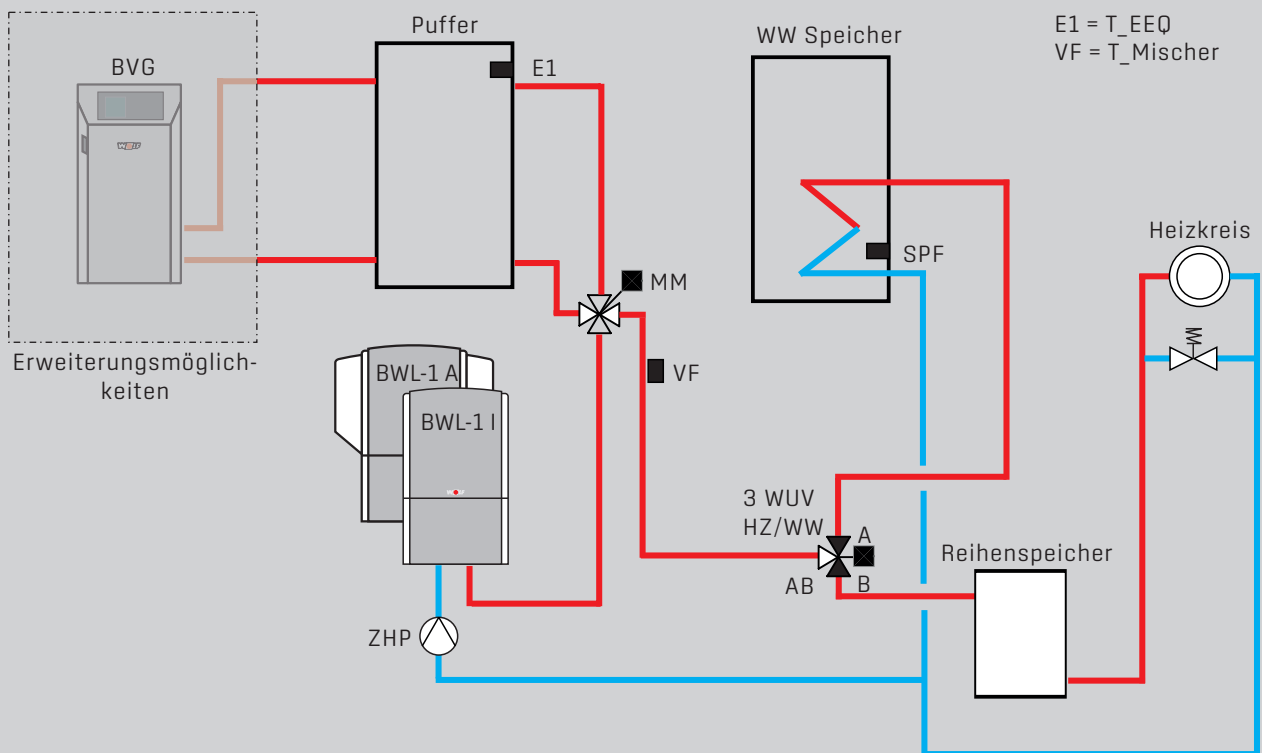 Puffer
WW Speicher
E1 = T_EEQ
VF = T_Mischer
BVG
E1
WOLF
SPF
Heizkreis
MM
Erweiterungsmöglich-
keiten
BWL-1 A
VF
BWL-1 I
3 WUV
HZ/WW
A
AB
B
Reihenspeicher
ZHP
M